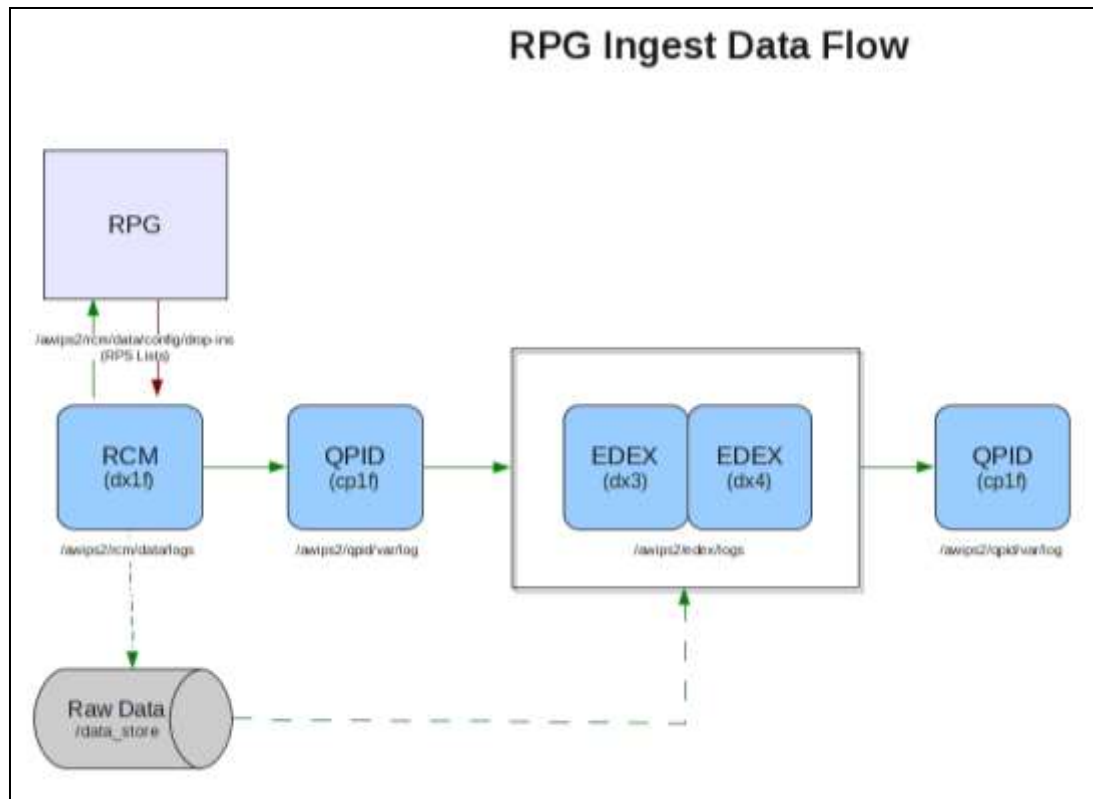 RPG Ingest Data Flow
RPG
/awips2/rcm/data/config/drop-ins
(RPS Lists)
RCM
(dx1f)
QPID
(cp1f)
EDEX
(dx3)
EDEX
(dx4)
QPID
(cp1f)
/awips2/rcm/data/logs
/awips2/qpid/var/log
/awips2/edex/logs
/awips2/qpid/var/log
Raw Data
/data_store